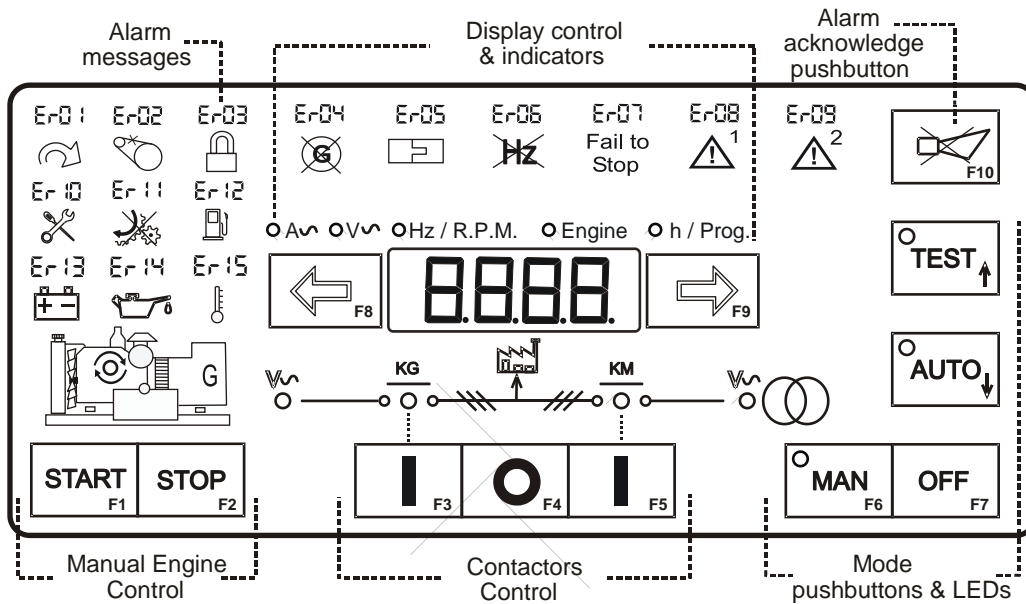 Alarm messages
Display control & indicators
Alarm acknowledge pushbutton
Er01 Er02 Er03 Er04 Er05 Er06 Er07 Er08 Er09
G
Hz
Fail to Stop
1
2
F10
Er10 Er11 Er12
A V Hz / R.P.M. Engine h / Prog.
TEST
Er13 Er14 Er15
F8
8.8.8.8.
F9
+ -
G
AUTO
V KG KM V
START F1
STOP F2
F3
F4
F5
MAN F6
OFF F7
Manual Engine Control
Contactors Control
Mode pushbuttons & LEDs